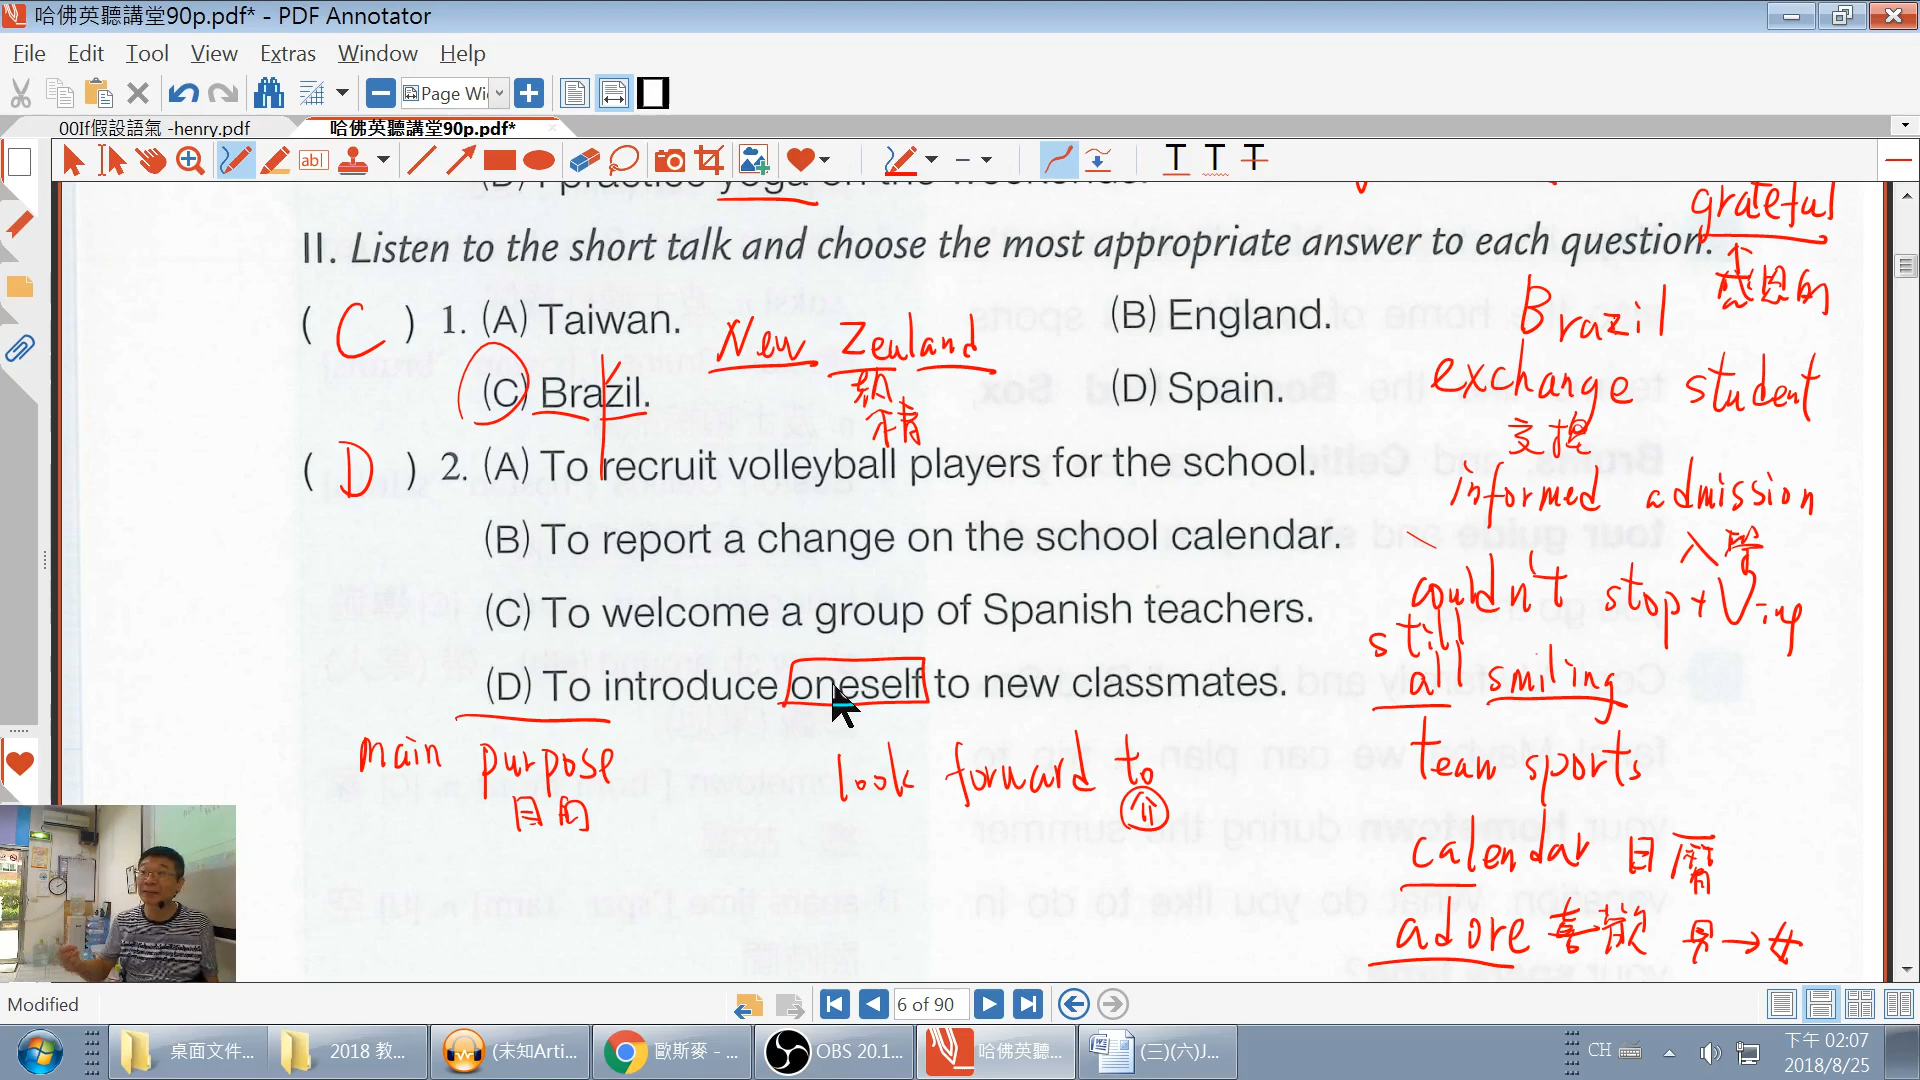 哈佛英聽講堂90p.pdf* - PDF Annotator
File Edit Tool View Extras Window Help
Page Wi
00If假設語氣 -henry.pdf 哈佛英聽講堂90p.pdf*
grateful
II. Listen to the short talk and choose the most appropriate answer to each question.
感恩的
( C ) 1. (A) Taiwan. (B) England.
New Zealand
Brazil
(C) Brazil. (D) Spain.
exchange student
交換
( D ) 2. (A) To recruit volleyball players for the school.
informed admission
入學
(B) To report a change on the school calendar.
couldn't stop + V-ing
(C) To welcome a group of Spanish teachers.
still
all smiling
(D) To introduce oneself to new classmates.
main purpose
目的
look forward to
介
team sports
calendar 日曆
adore 喜歡 男→女
Modified
6 of 90
桌面文件... 2018 教... (未知Arti... 歐斯麥 - ... OBS 20.1... 哈佛英聽... (三)(六)J...
CH
下午 02:07
2018/8/25